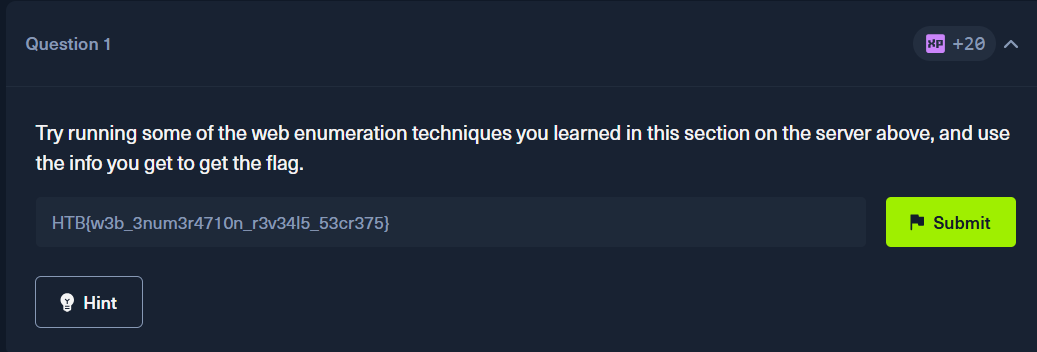 Question 1
XP +20
Try running some of the web enumeration techniques you learned in this section on the server above, and use
the info you get to get the flag.
HTB{w3b_3num3r4710n_r3v34l5_53cr375}
Submit
Hint